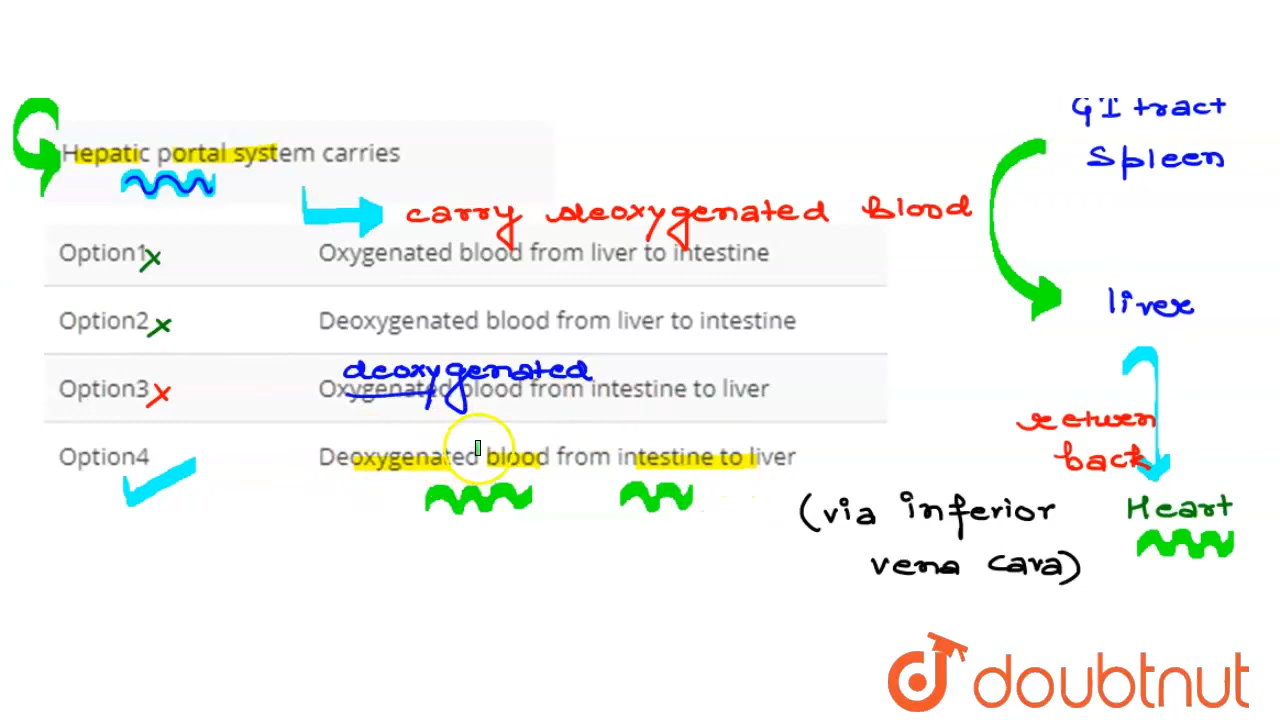 GI tract
Spleen
Hepatic portal system carries
carry deoxygenated blood
Option1 Oxygenated blood from liver to intestine
liver
Option2 Deoxygenated blood from liver to intestine
deoxygenated
Option3 Oxygenated blood from intestine to liver
return
back
Option4 Deoxygenated blood from intestine to liver
(via inferior
vena cava)
Heart
doubtnut